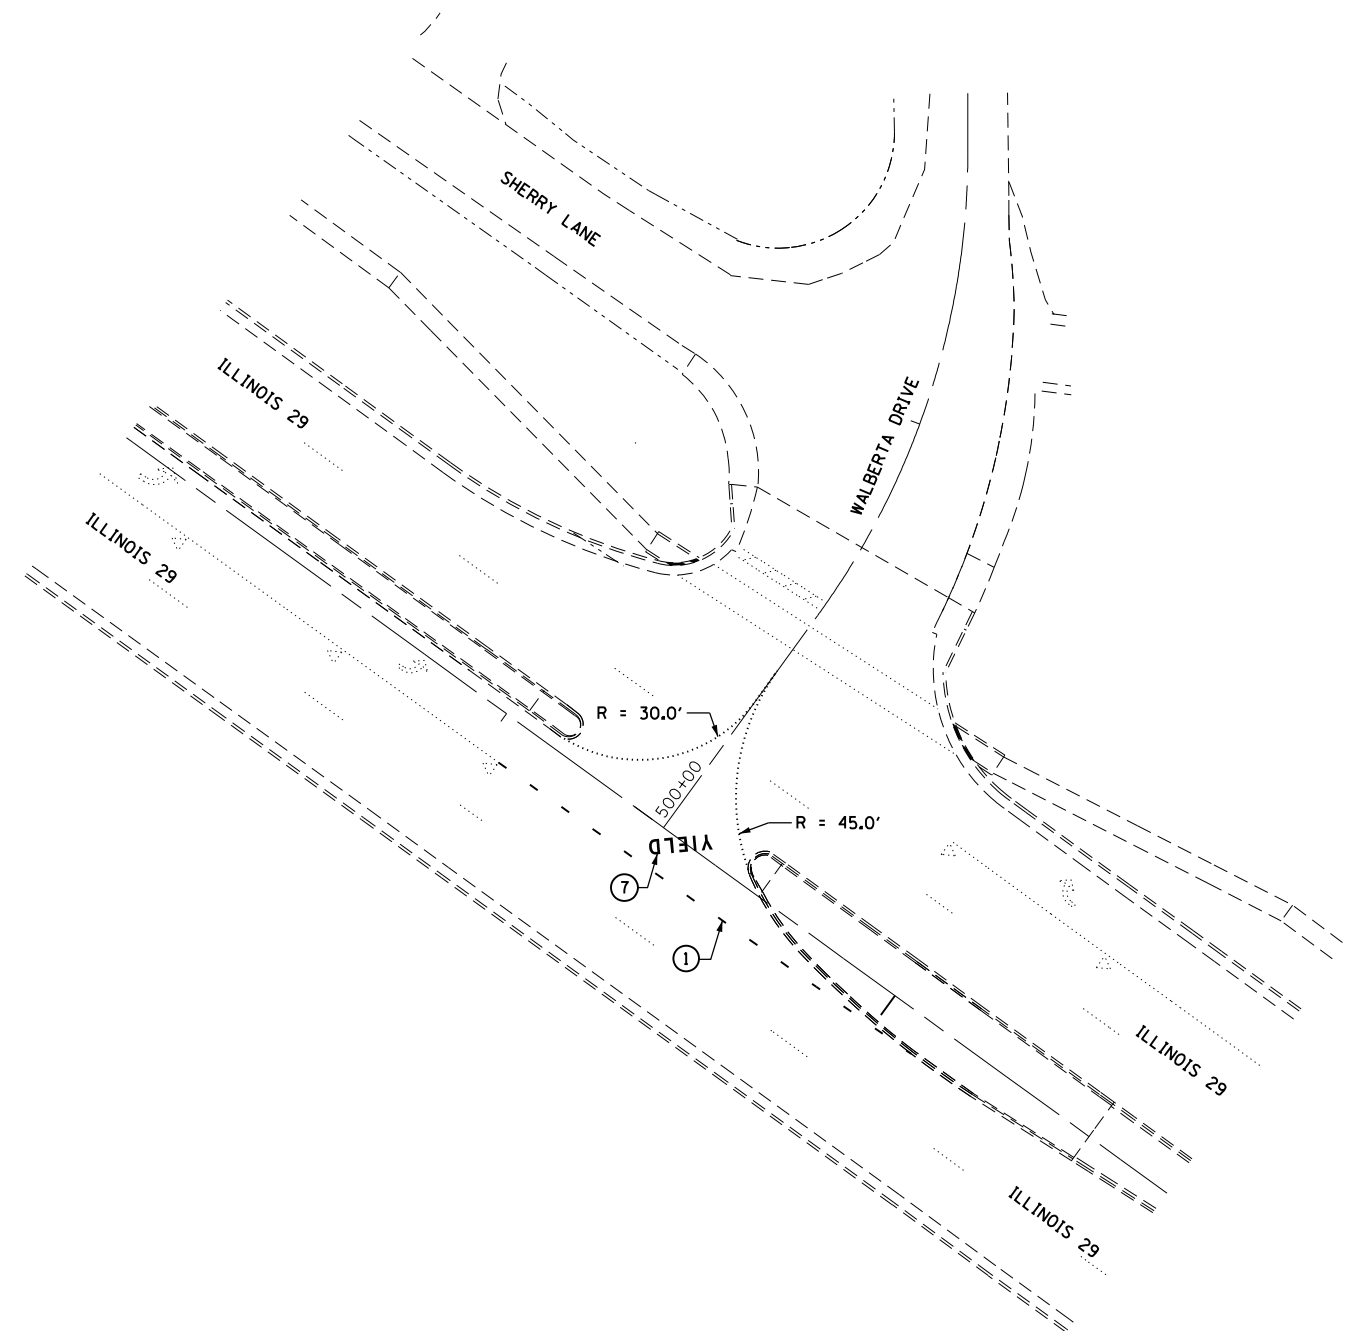 SHERRY LANE
ILLINOIS 29
WALBERTA DRIVE
ILLINOIS 29
R = 30.0'
500+00
R = 45.0'
YIELD
7
1
ILLINOIS 29
ILLINOIS 29